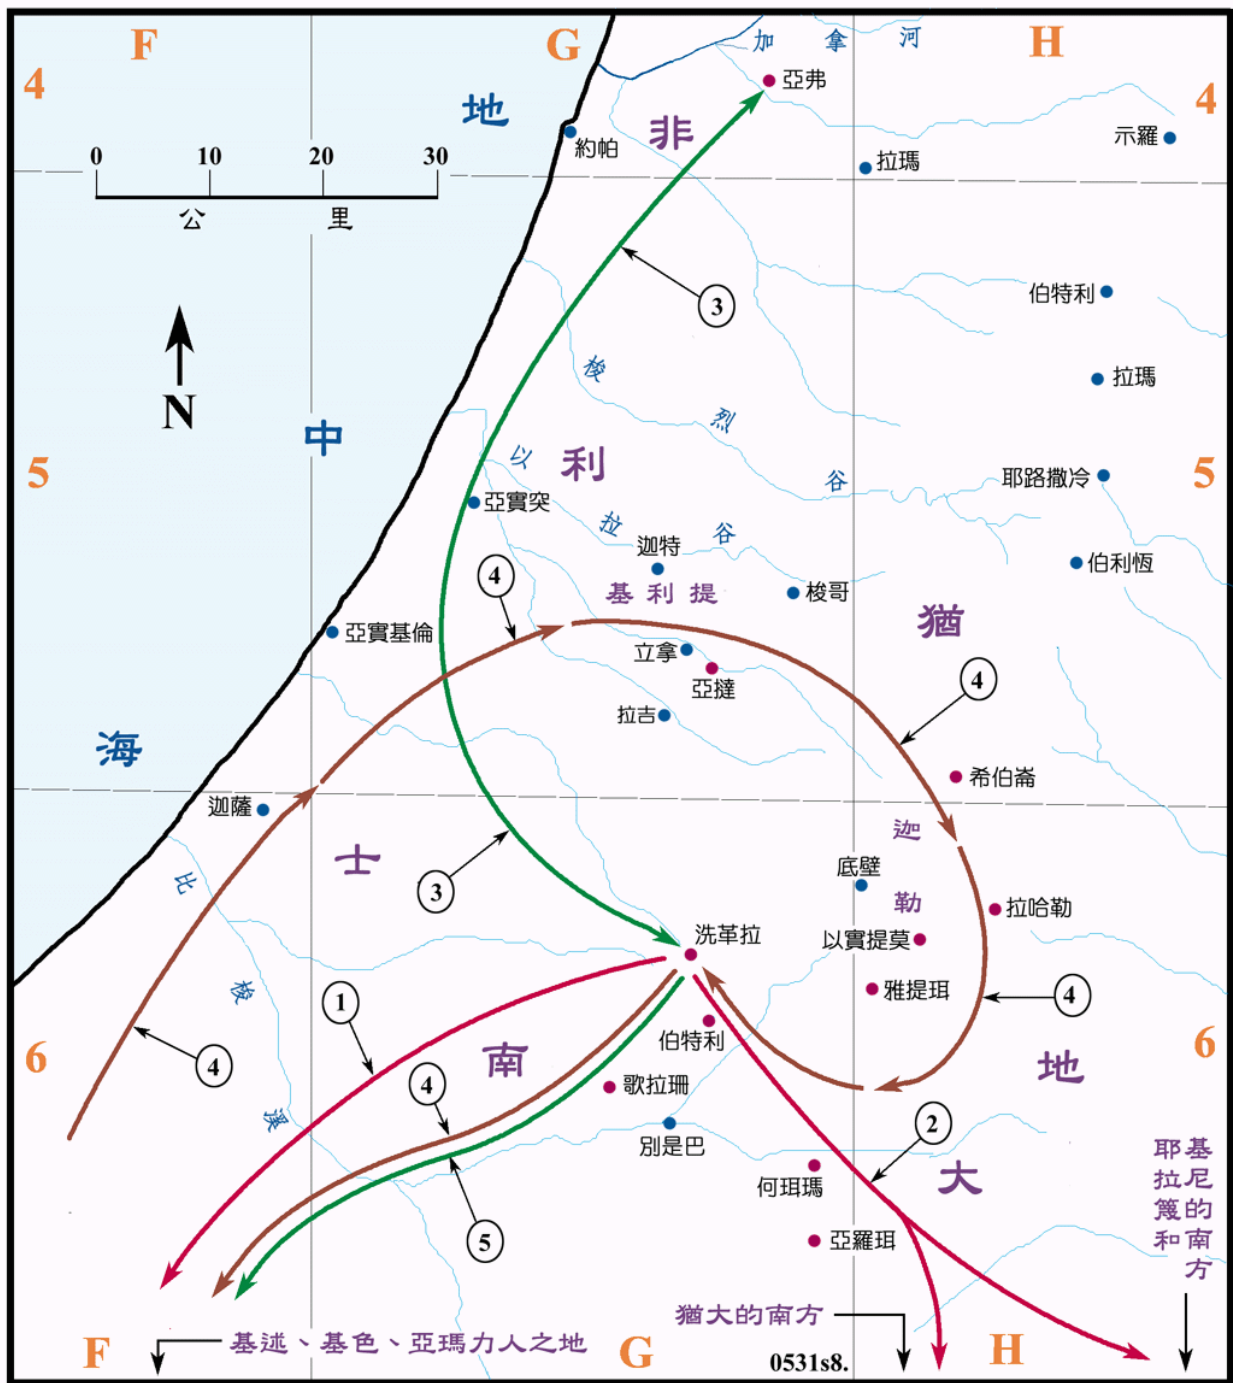 F
G
H
4
4
加拿河
地
亞弗
非
約帕
示羅
拉瑪
0 10 20 30
公里
伯特利
3
N
拉瑪
梭烈谷
中
5
利
5
以拉谷
耶路撒冷
亞實突
迦特
伯利恆
4
基利提
梭哥
猶
亞實基倫
立拿
亞撻
4
拉吉
海
希伯崙
迦薩
迦勒
士
底壁
3
比梭溪
拉哈勒
洗革拉
以實提莫
雅提珥
1
4
6
南
伯特利
地
6
4
4
歌拉珊
2
別是巴
大
何珥瑪
基尼的南方
耶拉篾和
5
亞羅珥
猶大的南方
基述、基色、亞瑪力人之地
F
G
H
0531s8.